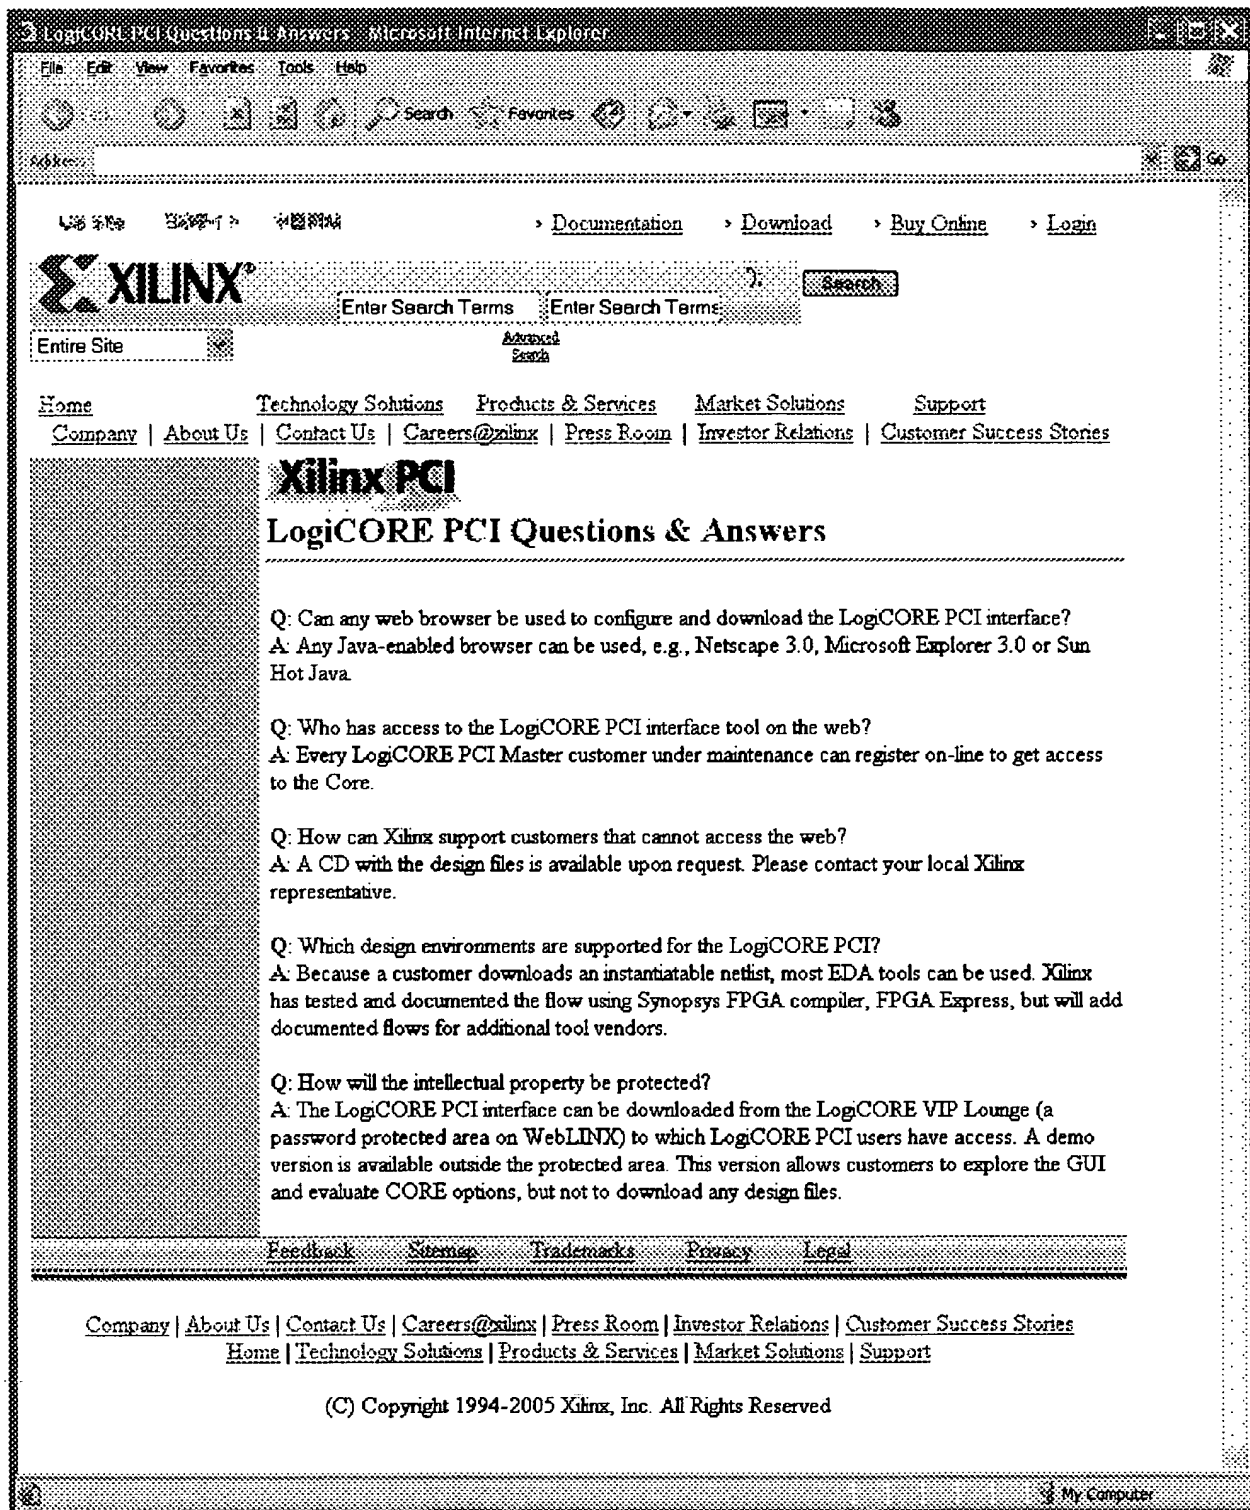 LogiCORE PCI Questions & Answers - Microsoft Internet Explorer
File Edit View Favorites Tools Help
Search Favorites
Address Go
› Documentation › Download › Buy Online › Login
XILINX® Search
Enter Search Terms Enter Search Terms
Entire Site Advanced
Search
Home Technology Solutions Products & Services Market Solutions Support
Company | About Us | Contact Us | Careers@xilinx | Press Room | Investor Relations | Customer Success Stories
Xilinx PCI
LogiCORE PCI Questions & Answers
Q: Can any web browser be used to configure and download the LogiCORE PCI interface?
A: Any Java-enabled browser can be used, e.g., Netscape 3.0, Microsoft Explorer 3.0 or Sun
Hot Java.
Q: Who has access to the LogiCORE PCI interface tool on the web?
A: Every LogiCORE PCI Master customer under maintenance can register on-line to get access
to the Core.
Q: How can Xilinx support customers that cannot access the web?
A: A CD with the design files is available upon request. Please contact your local Xilinx
representative.
Q: Which design environments are supported for the LogiCORE PCI?
A: Because a customer downloads an instantiatable netlist, most EDA tools can be used. Xilinx
has tested and documented the flow using Synopsys FPGA compiler, FPGA Express, but will add
documented flows for additional tool vendors.
Q: How will the intellectual property be protected?
A: The LogiCORE PCI interface can be downloaded from the LogiCORE VIP Lounge (a
password protected area on WebLINX) to which LogiCORE PCI users have access. A demo
version is available outside the protected area. This version allows customers to explore the GUI
and evaluate CORE options, but not to download any design files.
Feedback Sitemap Trademarks Privacy Legal
Company | About Us | Contact Us | Careers@xilinx | Press Room | Investor Relations | Customer Success Stories
Home | Technology Solutions | Products & Services | Market Solutions | Support
(C) Copyright 1994-2005 Xilinx, Inc. All Rights Reserved
My Computer